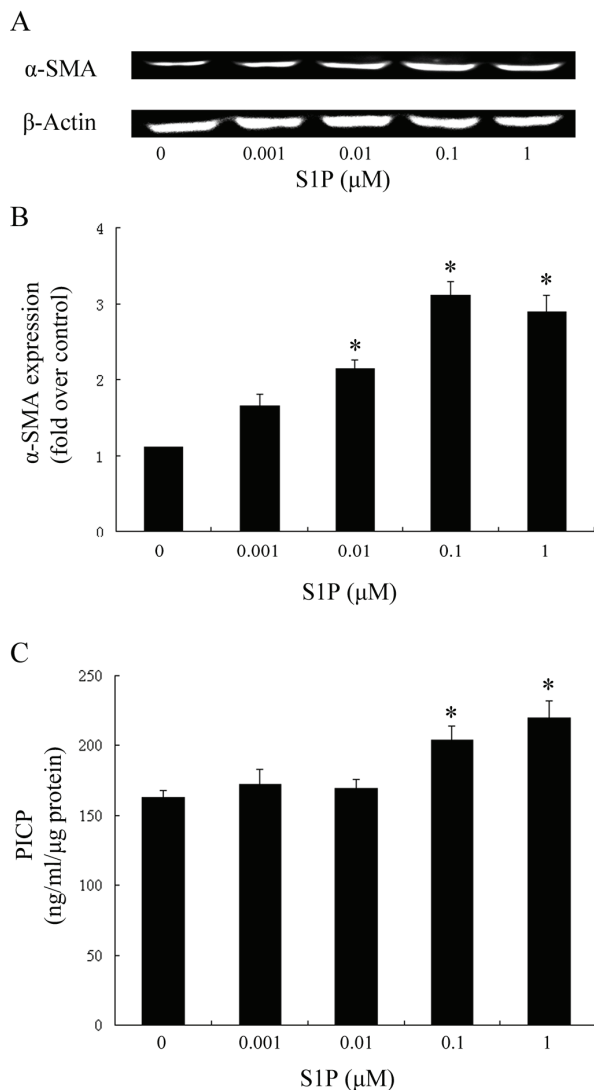 A
α-SMA
β-Actin
0 0.001 0.01 0.1 1
S1P (μM)
B
α-SMA expression
(fold over control)
4
3
2
1
0
* * *
0 0.001 0.01 0.1 1
S1P (μM)
C
PICP
(ng/ml/μg protein)
250
200
150
100
50
0
* *
0 0.001 0.01 0.1 1
S1P (μM)